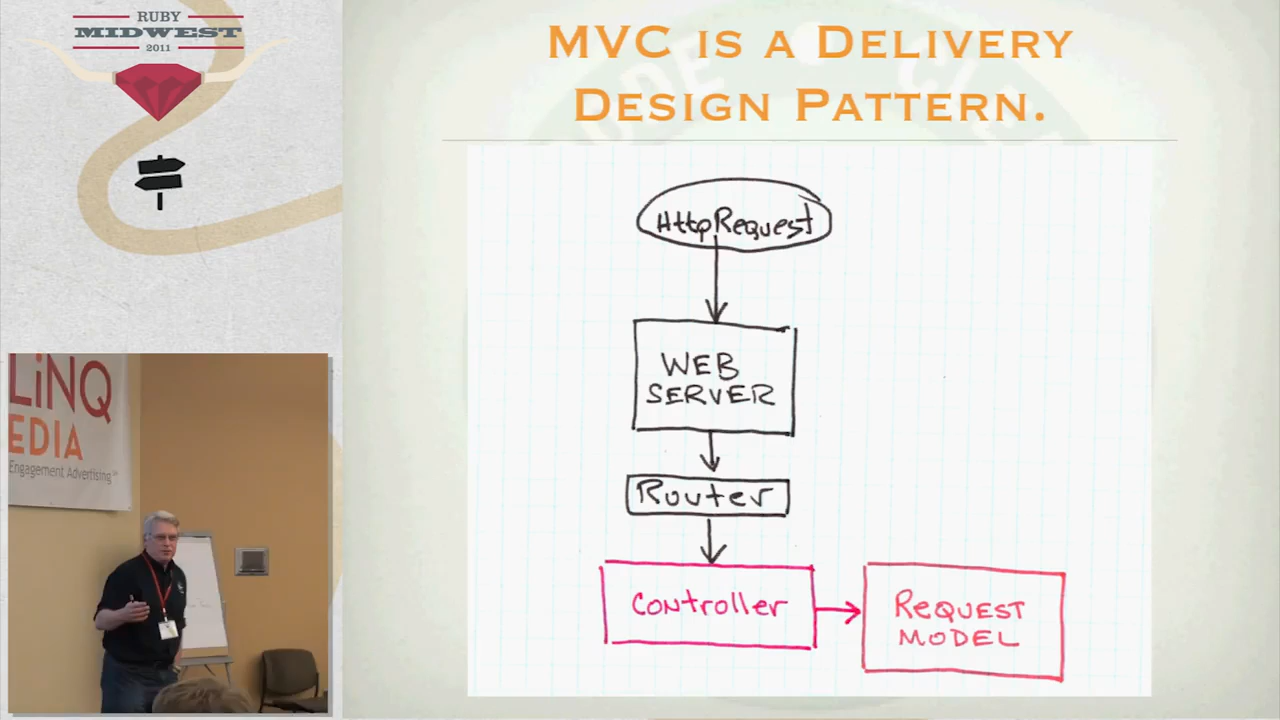 RUBY
MIDWEST
2011
MVC IS A DELIVERY
DESIGN PATTERN.
HttpRequest
WEB
SERVER
Router
Controller
REQUEST
MODEL
LiNQ
EDIA
Engagement Advertising